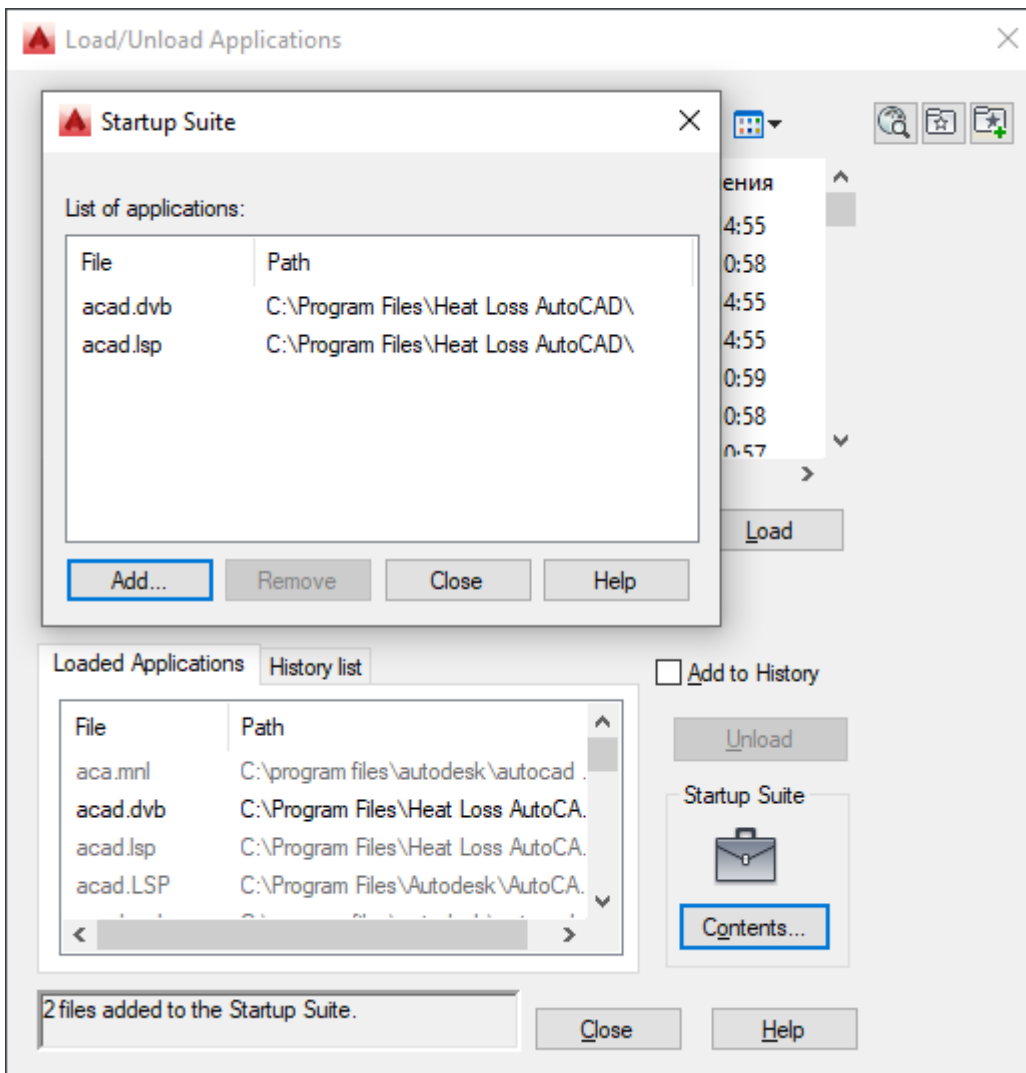 Load/Unload Applications
Startup Suite
List of applications:
File Path
acad.dvb C:\Program Files\Heat Loss AutoCAD\
acad.lsp C:\Program Files\Heat Loss AutoCAD\
Add... Remove Close Help
ения
4:55
0:58
4:55
4:55
0:59
0:58
0:57
Load
Loaded Applications History list
File Path
aca.mnl C:\program files\autodesk\autocad .
acad.dvb C:\Program Files\Heat Loss AutoCA.
acad.lsp C:\Program Files\Heat Loss AutoCA.
acad.LSP C:\Program Files\Autodesk\AutoCA.
Add to History
Unload
Startup Suite
Contents...
2 files added to the Startup Suite.
Close Help